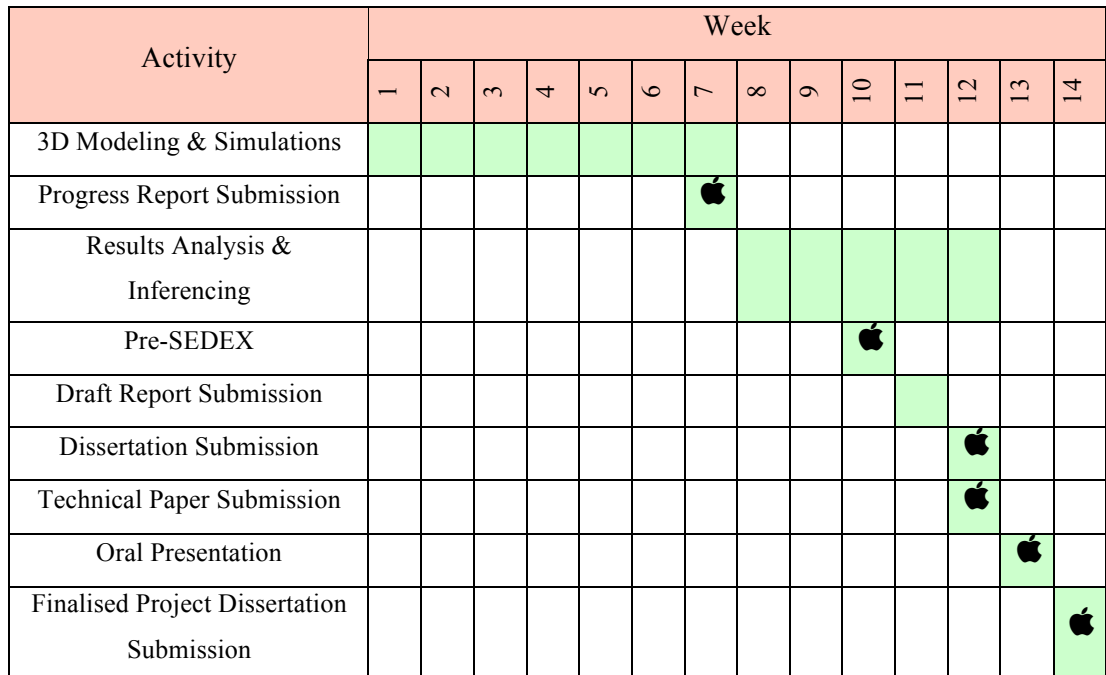 Activity
Week
1 2 3 4 5 6 7 8 9 10 11 12 13 14
3D Modeling & Simulations
Progress Report Submission
Results Analysis &
Inferencing
Pre-SEDEX
Draft Report Submission
Dissertation Submission
Technical Paper Submission
Oral Presentation
Finalised Project Dissertation
Submission